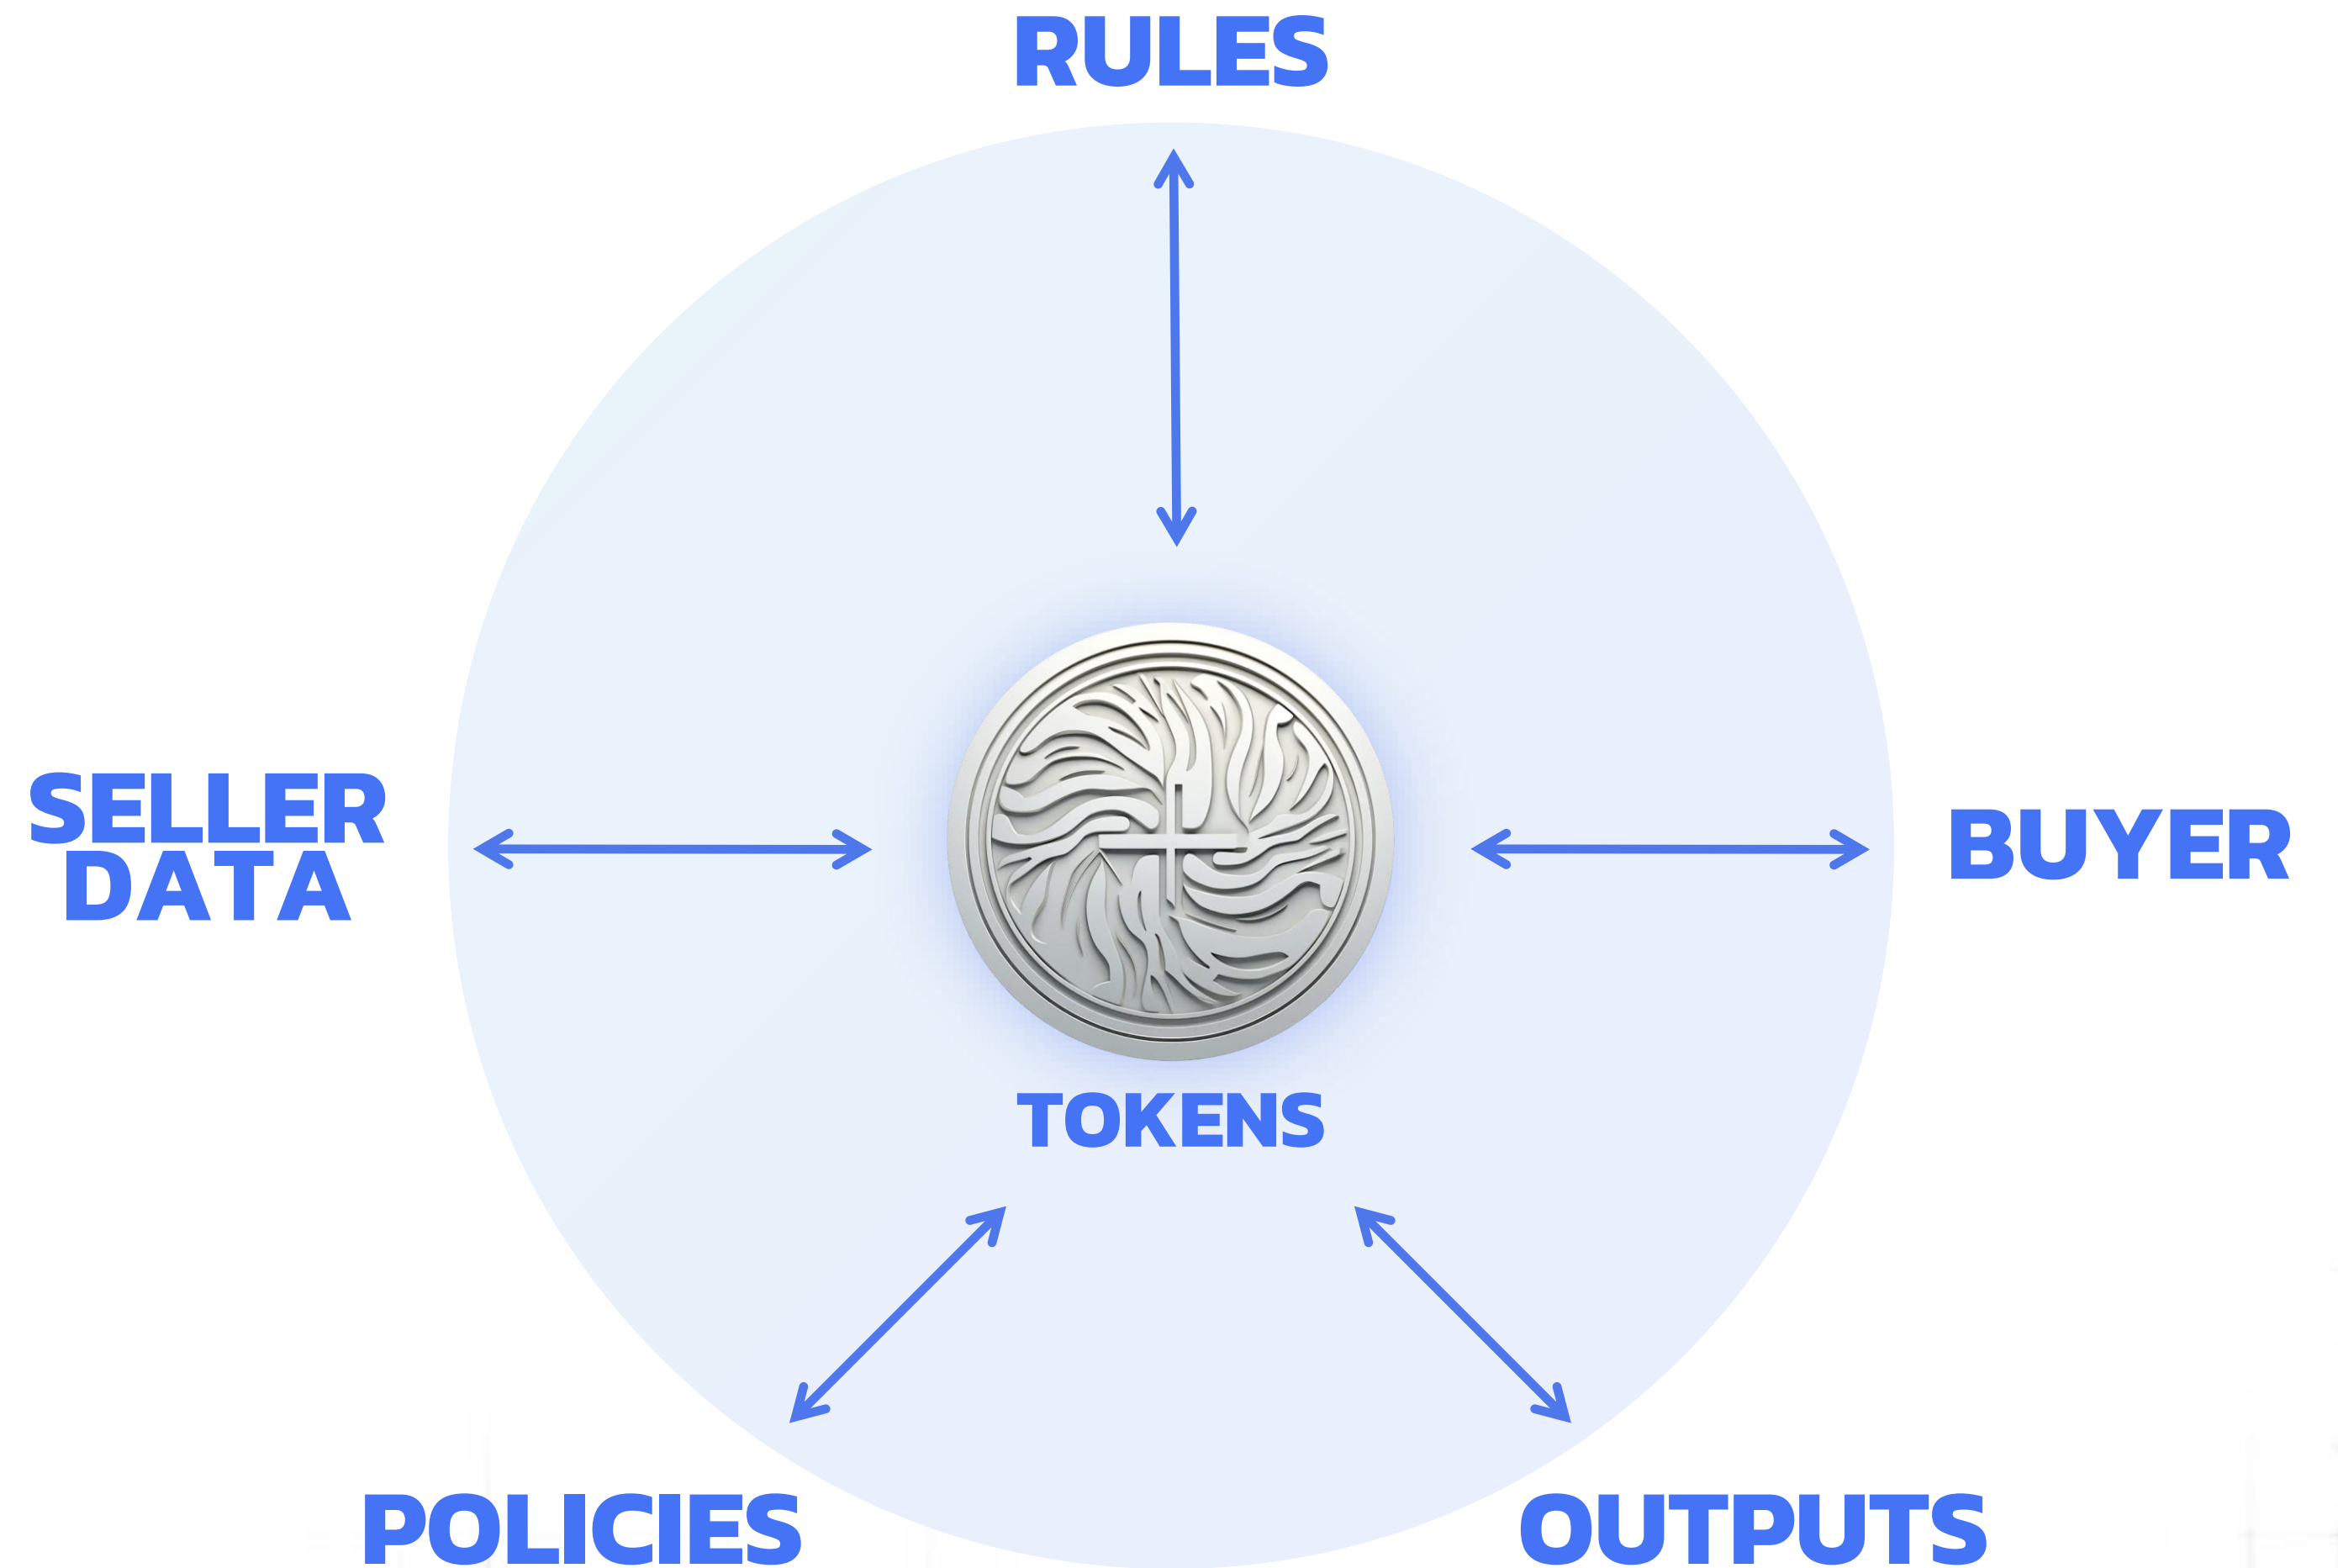 RULES
SELLER
DATA
BUYER
TOKENS
POLICIES
OUTPUTS